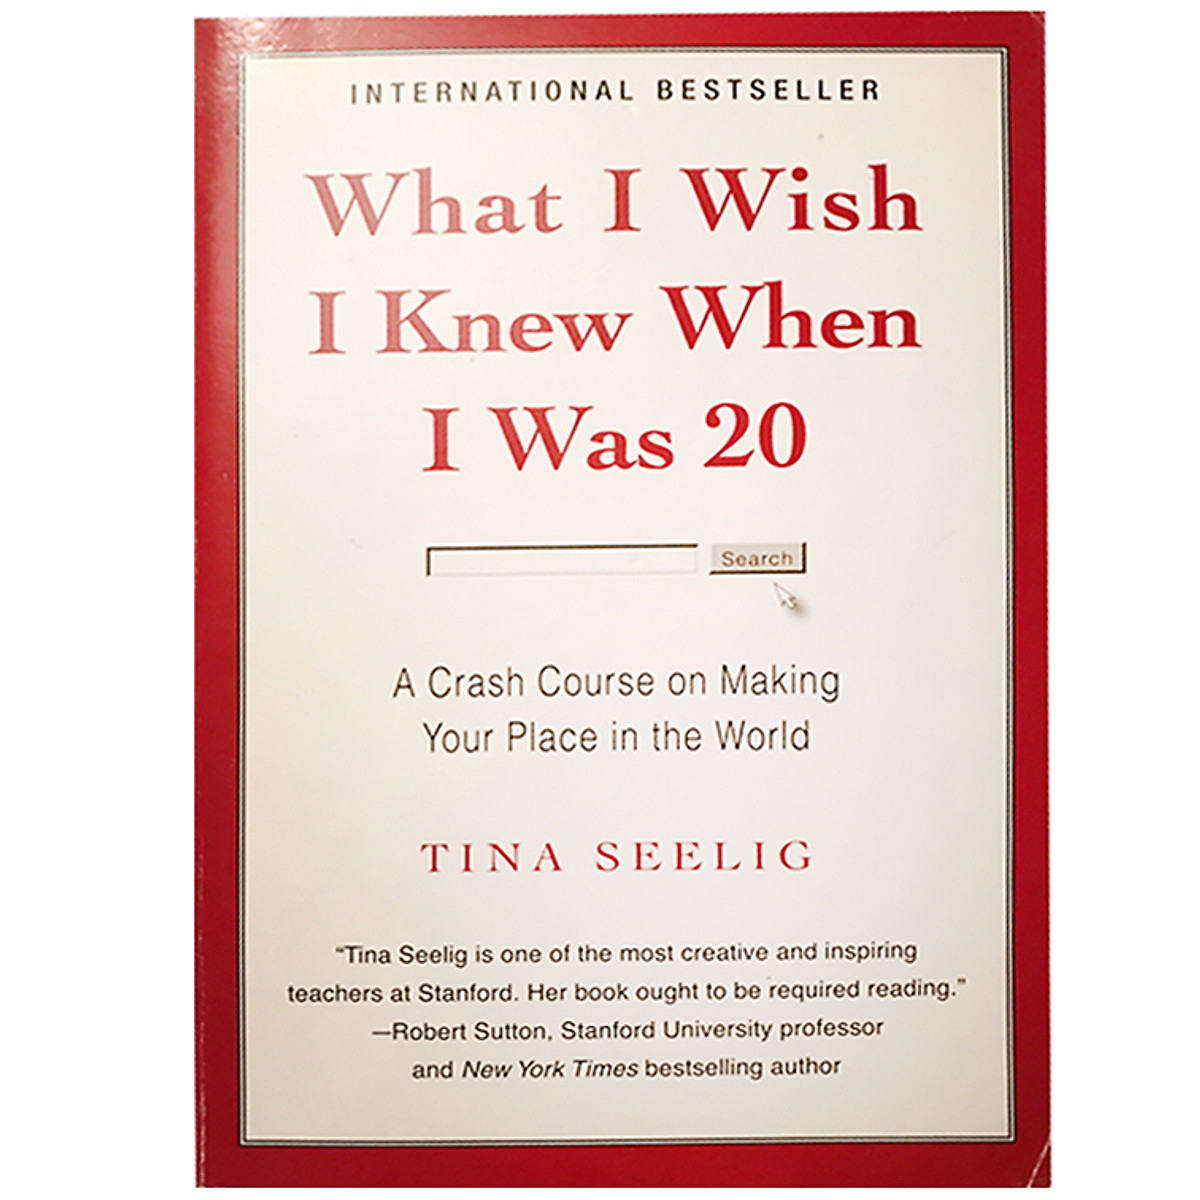 INTERNATIONAL BESTSELLER
What I Wish
I Knew When
I Was 20
Search
A Crash Course on Making
Your Place in the World
TINA SEELIG
“Tina Seelig is one of the most creative and inspiring
teachers at Stanford. Her book ought to be required reading.”
—Robert Sutton, Stanford University professor
and New York Times bestselling author